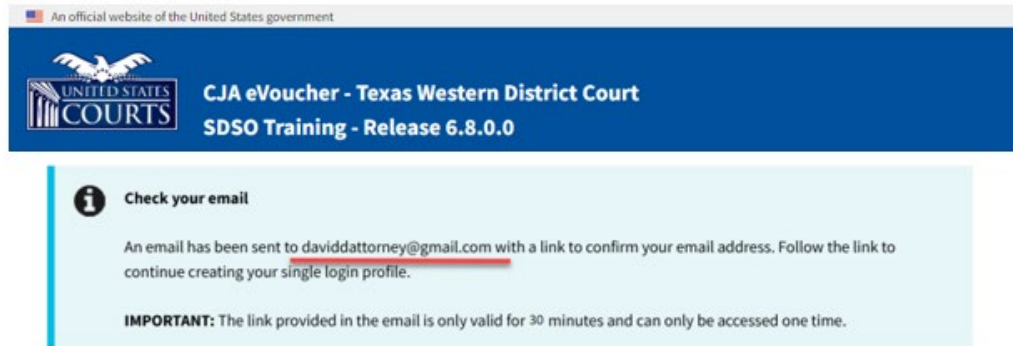 An official website of the United States government
UNITED STATES
COURTS
CJA eVoucher - Texas Western District Court
SDSO Training - Release 6.8.0.0
Check your email
An email has been sent to daviddattorney@gmail.com with a link to confirm your email address. Follow the link to
continue creating your single login profile.
IMPORTANT: The link provided in the email is only valid for 30 minutes and can only be accessed one time.